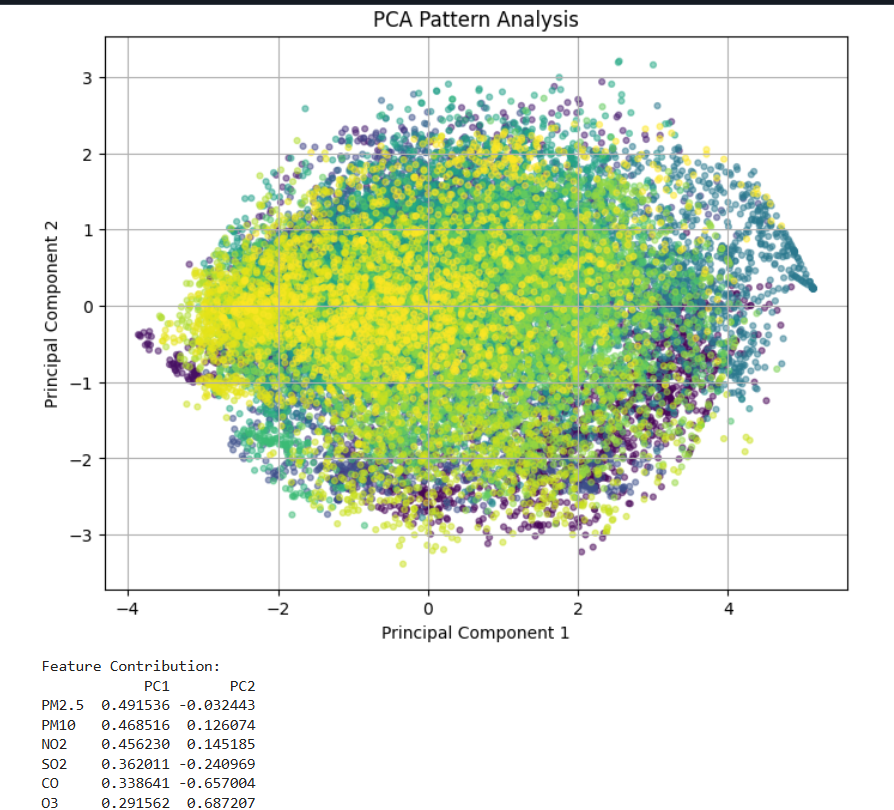 PCA Pattern Analysis
3
2
1
0
−1
−2
−3
Principal Component 2
−4
−2
0
2
4
Principal Component 1
Feature Contribution:
PC1 PC2
PM2.5 0.491536 -0.032443
PM10 0.468516 0.126074
NO2 0.456230 0.145185
SO2 0.362011 -0.240969
CO 0.338641 -0.657004
O3 0.291562 0.687207